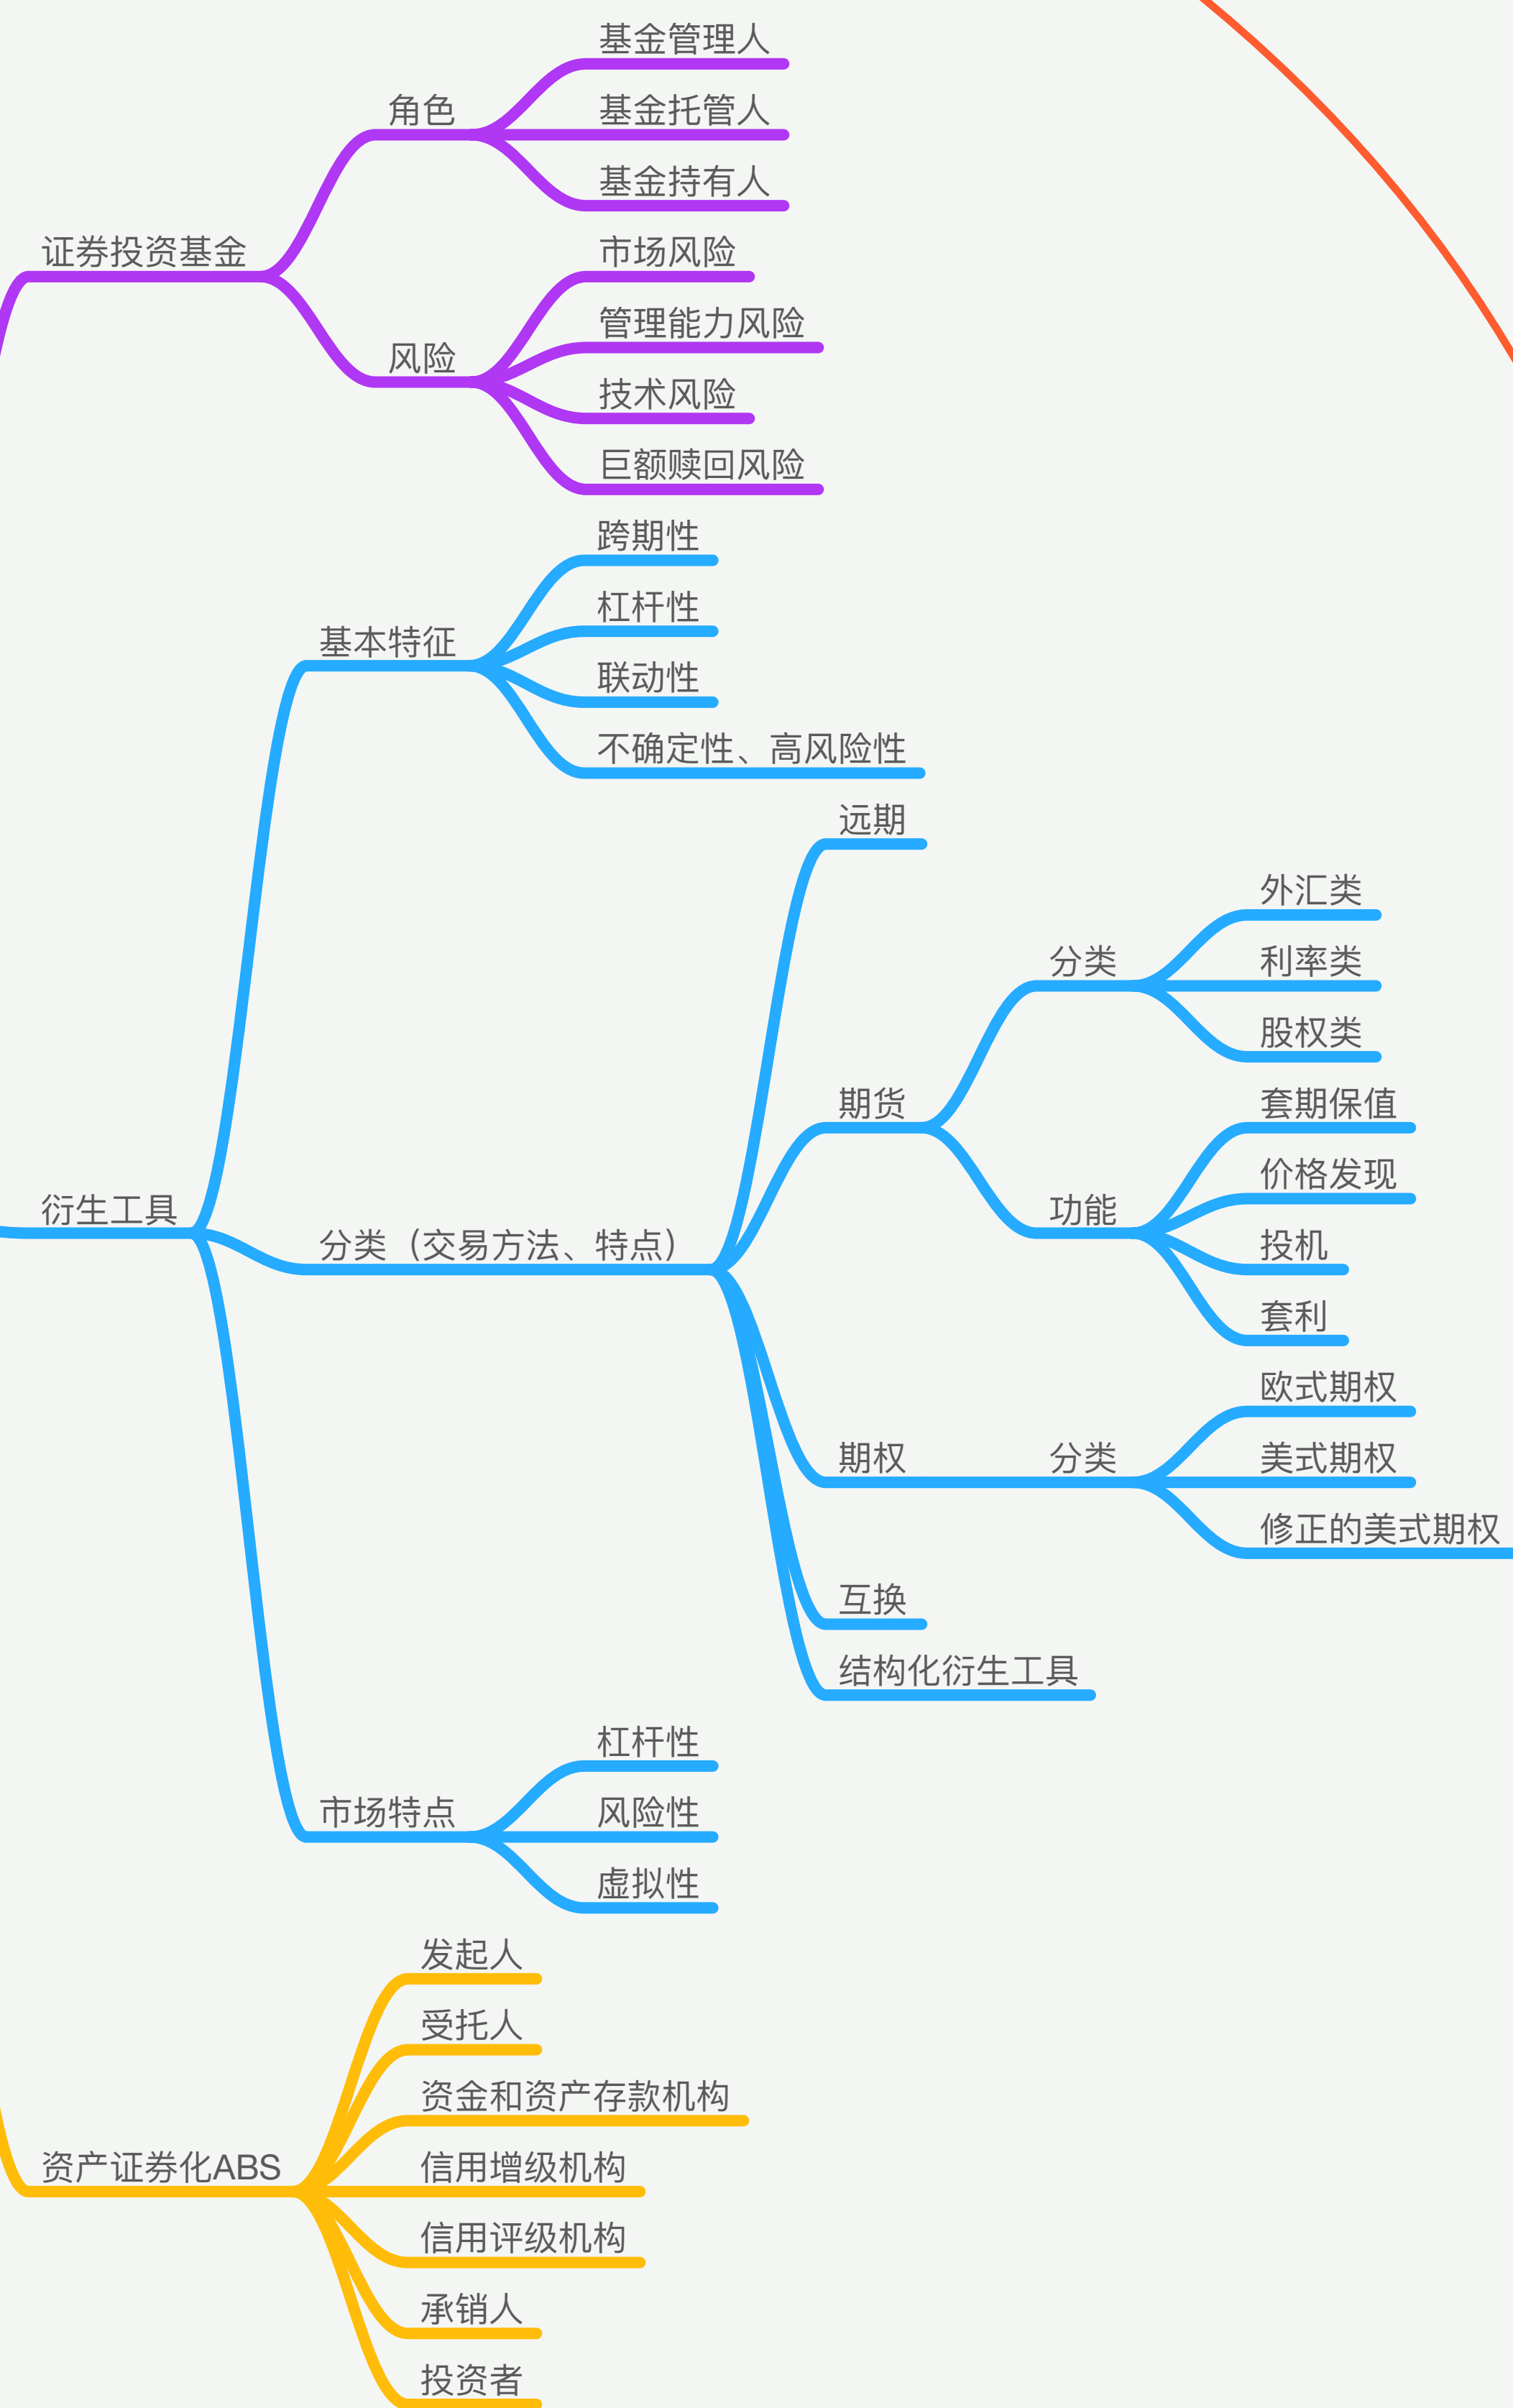 基金管理人
角色
基金托管人
基金持有人
证券投资基金
市场风险
管理能力风险
风险
技术风险
巨额赎回风险
跨期性
杠杆性
基本特征
联动性
不确定性、高风险性
远期
外汇类
分类
利率类
股权类
期货
套期保值
价格发现
功能
投机
套利
衍生工具
分类（交易方法、特点）
欧式期权
期权
分类
美式期权
修正的美式期权
互换
结构化衍生工具
杠杆性
市场特点
风险性
虚拟性
发起人
受托人
资金和资产存款机构
资产证券化ABS
信用增级机构
信用评级机构
承销人
投资者